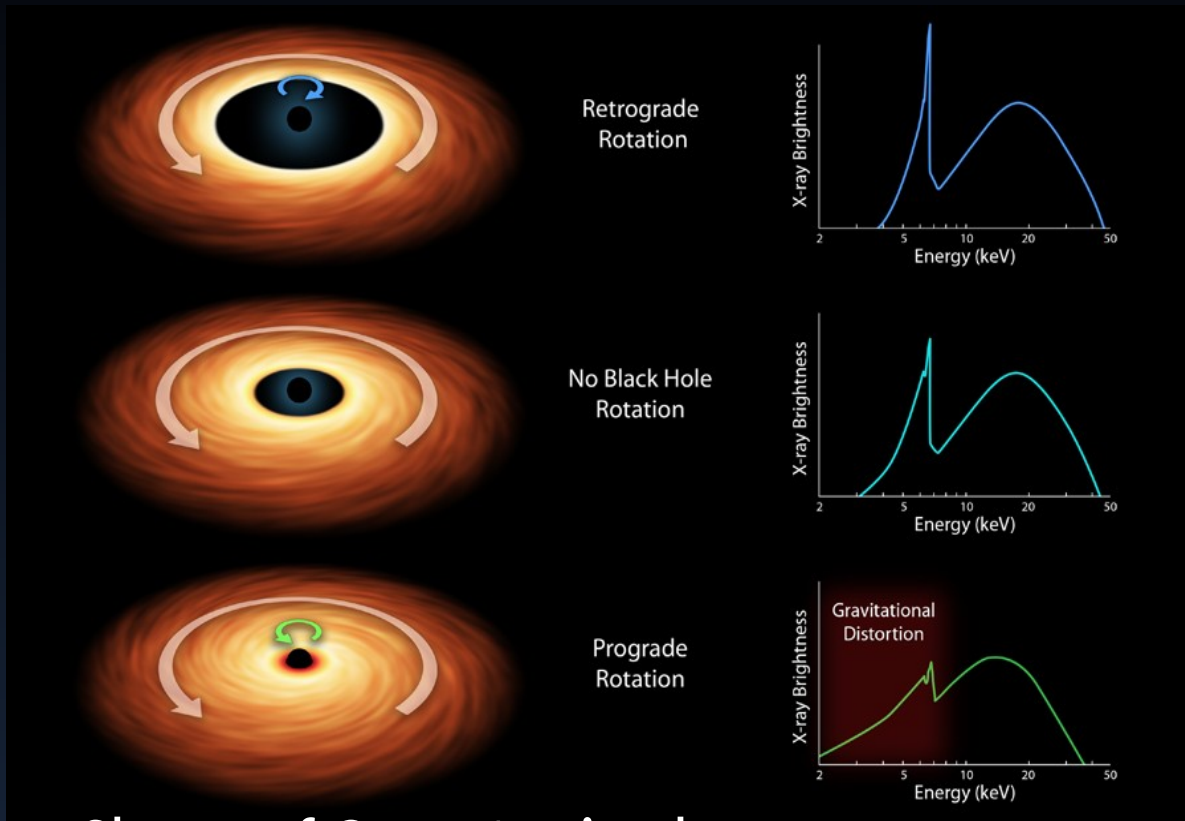 Retrograde
Rotation
X-ray Brightness
2 5 10 20 50
Energy (keV)
No Black Hole
Rotation
X-ray Brightness
2 5 10 20 50
Energy (keV)
Prograde
Rotation
Gravitational
Distortion
X-ray Brightness
2 5 10 20 50
Energy (keV)